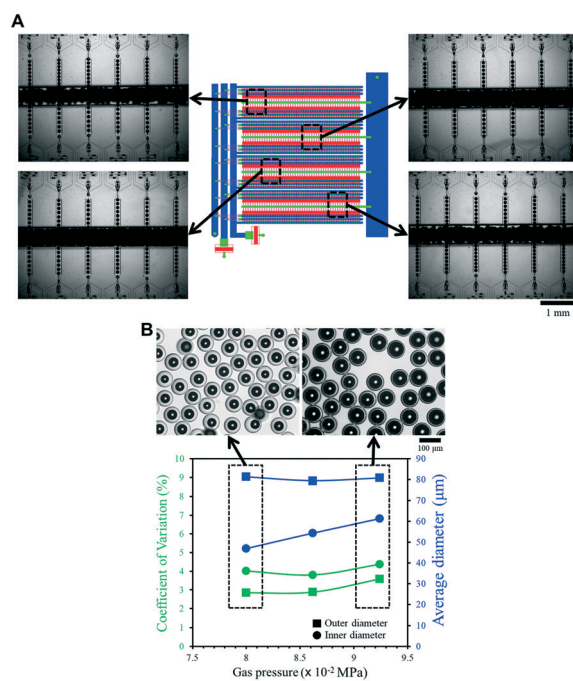 A
1 mm
B
100 μm
Coefficient of Variation (%)
10
9
8
7
6
5
4
3
2
1
0
90
80
70
60
50
40
30
20
10
0
Average diameter (μm)
Outer diameter
Inner diameter
7.5
8
8.5
9
9.5
Gas pressure (x 10-2 MPa)